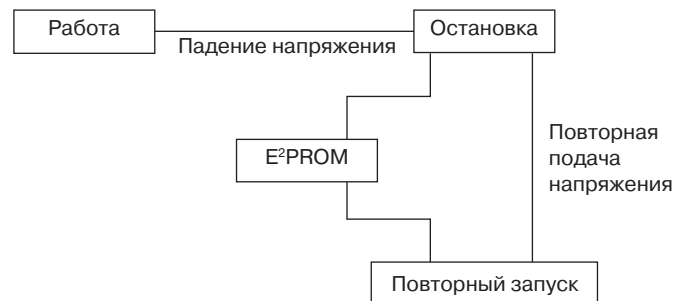 Работа
Падение напряжения
Остановка
E²PROM
Повторная
подача
напряжения
Повторный запуск